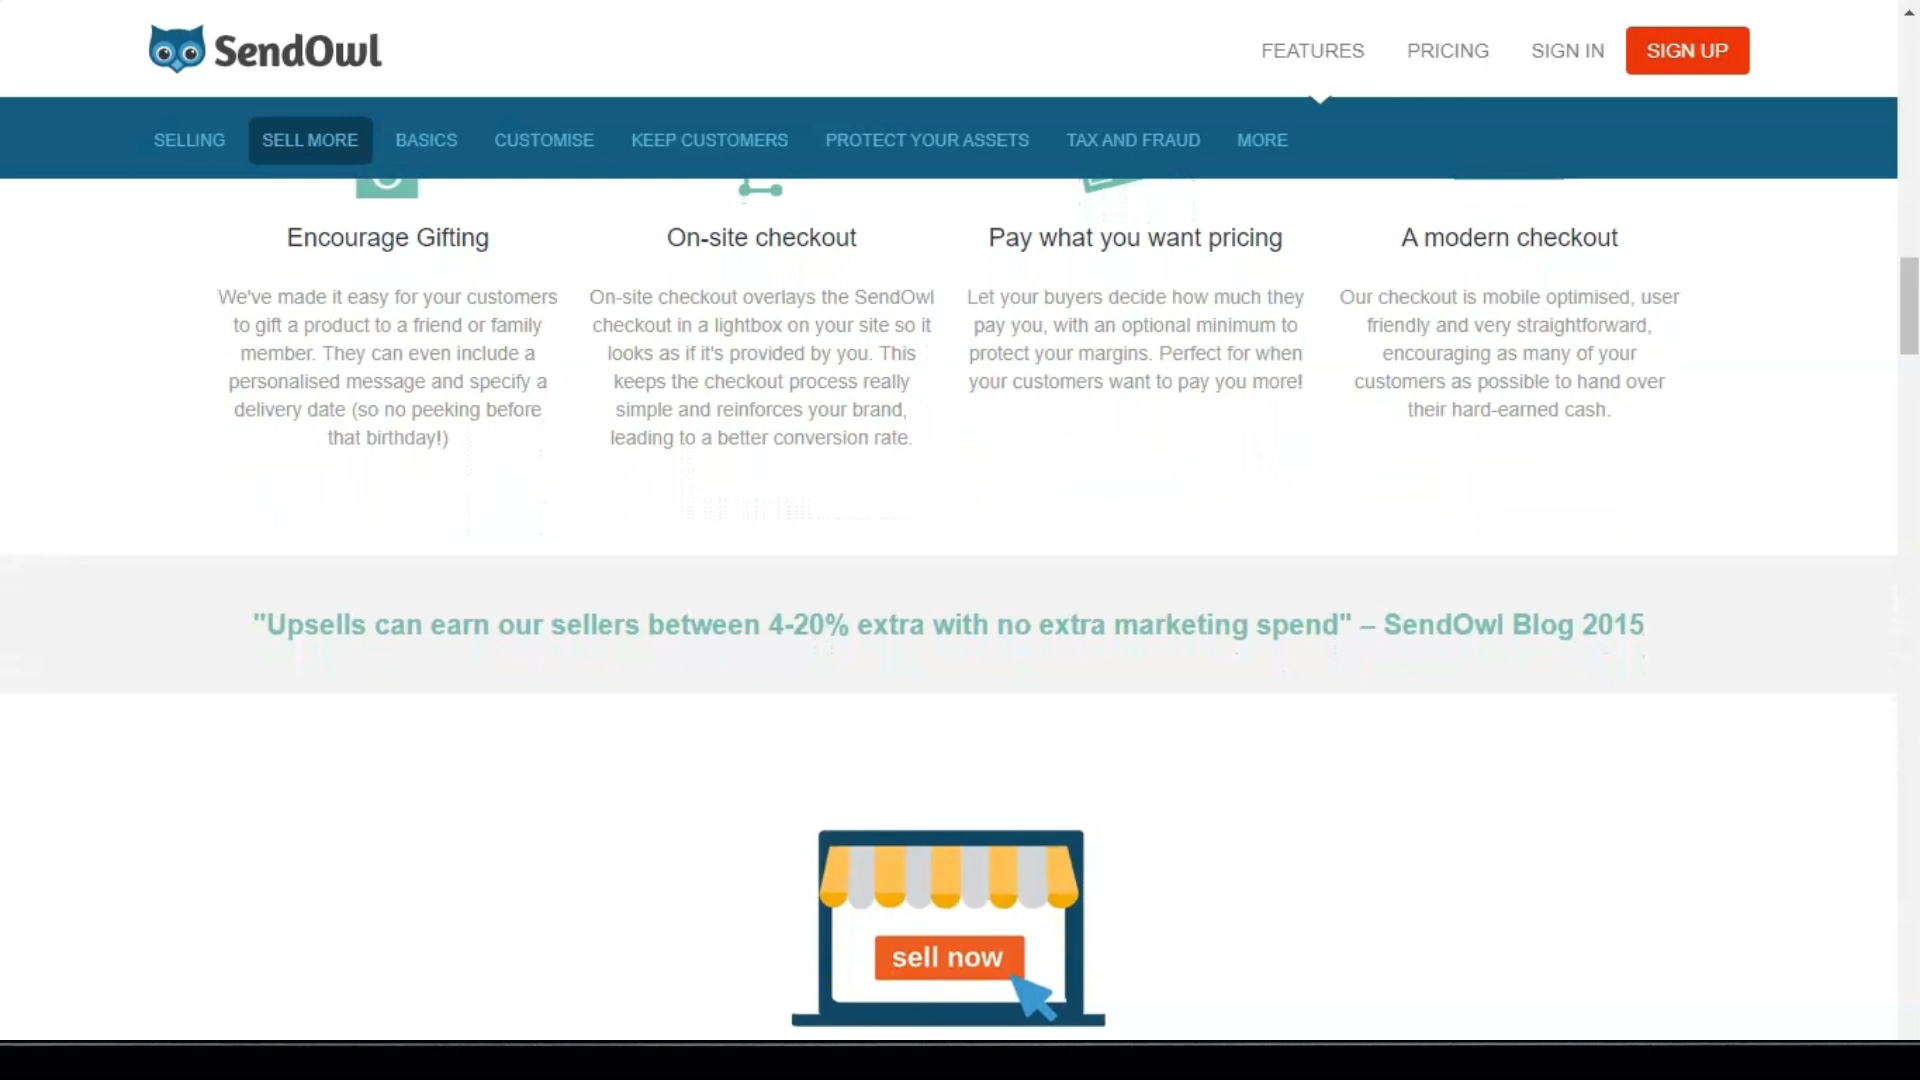 SendOwl
FEATURES PRICING SIGN IN SIGN UP
SELLING SELL MORE BASICS CUSTOMISE KEEP CUSTOMERS PROTECT YOUR ASSETS TAX AND FRAUD MORE
Encourage Gifting
We've made it easy for your customers
to gift a product to a friend or family
member. They can even include a
personalised message and specify a
delivery date (so no peeking before
that birthday!)
On-site checkout
On-site checkout overlays the SendOwl
checkout in a lightbox on your site so it
looks as if it's provided by you. This
keeps the checkout process really
simple and reinforces your brand,
leading to a better conversion rate.
Pay what you want pricing
Let your buyers decide how much they
pay you, with an optional minimum to
protect your margins. Perfect for when
your customers want to pay you more!
A modern checkout
Our checkout is mobile optimised, user
friendly and very straightforward,
encouraging as many of your
customers as possible to hand over
their hard-earned cash.
"Upsells can earn our sellers between 4-20% extra with no extra marketing spend" – SendOwl Blog 2015
sell now